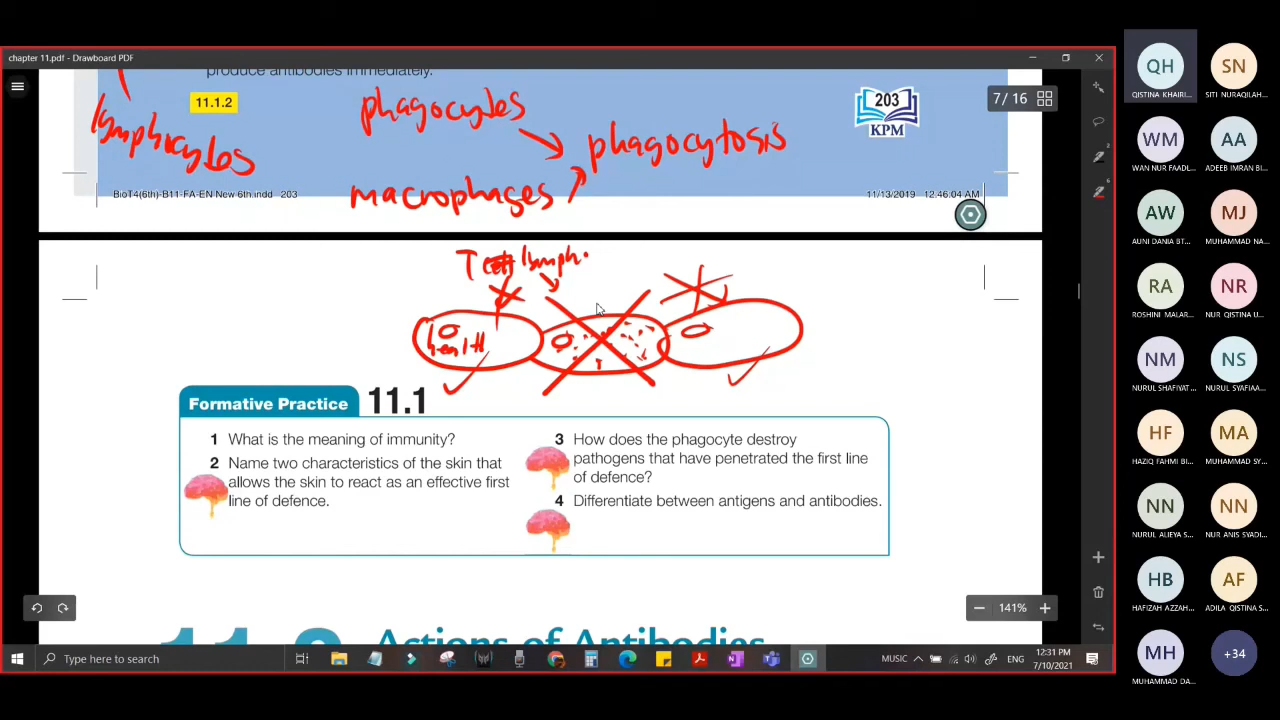 chapter 11.pdf - Drawboard PDF
produce antibodies immediately.
11.1.2
lymphocytes
phagocytes
phagocytosis
macrophages
203
KPM
7 / 16
BioT4(6th)-B11-FA-EN New 6th.indd 203
11/13/2019 12.46.04 AM
T lymph.
health
Formative Practice 11.1
1 What is the meaning of immunity?
2 Name two characteristics of the skin that
allows the skin to react as an effective first
line of defence.
3 How does the phagocyte destroy
pathogens that have penetrated the first line
of defence?
4 Differentiate between antigens and antibodies.
Actions of Antibodies
141%
Type here to search
MUSIC
ENG
12:31 PM
7/10/2021
QH
QISTINA KHAIRI...
SN
SITI NURAQILAH...
WM
WAN NUR FAADL...
AA
ADEEB IMRAN BI...
AW
AUNI DANIA BT...
MJ
MUHAMMAD NA...
RA
ROSHINI MALAR...
NR
NUR QISTINA U...
NM
NURUL SHAFIYAT...
NS
NURUL SYAFIAA...
HF
HAZIQ FAHMI BI...
MA
MUHAMMAD SY...
NN
NURUL ALIEYA S...
NN
NUR ANIS SYADI...
HB
HAFIZAH AZZAH...
AF
ADILA QISTINA S...
MH
MUHAMMAD DA...
+34